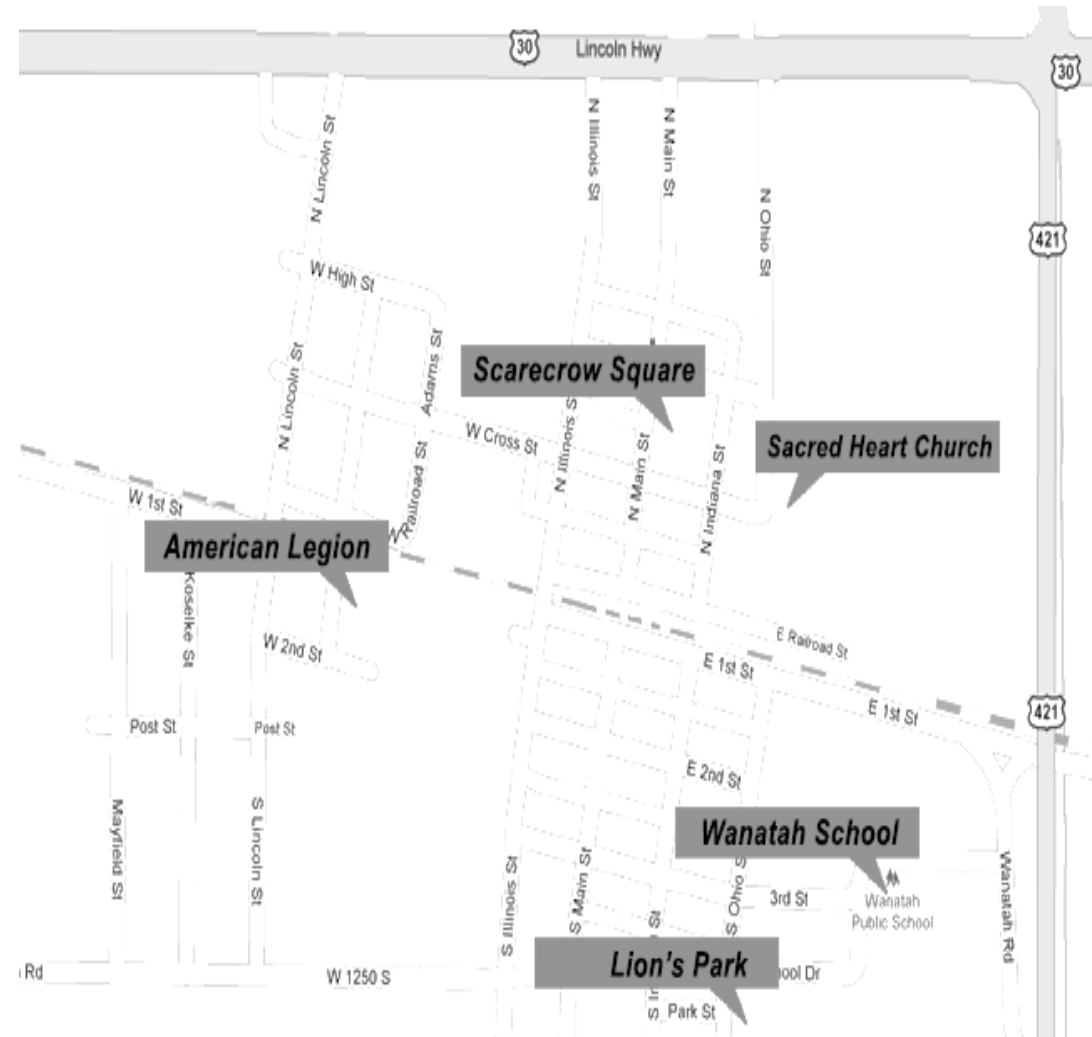 30
Lincoln Hwy
30
N Lincoln St
N Illinois St
N Main St
N Ohio St
421
W High St
Adams St
N Lincoln St
Scarecrow Square
W Cross St
N Illinois S
N Main St
N Indiana St
Sacred Heart Church
W 1st St
W Railroad St
American Legion
Koselke St
W 2nd St
E Railroad St
E 1st St
E 1st St
421
Post St
Post St
E 2nd St
Mayfield St
S Lincoln St
S Illinois St
S Main St
Wanatah School
S Ohio S
3rd St
Wanatah
Public School
Wanatah Rd
Rd
W 1250 S
Lion's Park
ool Dr
Park St